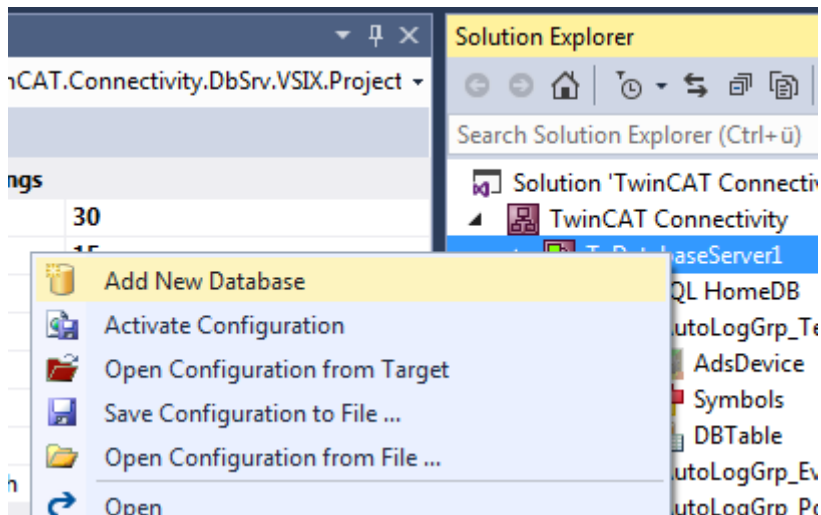 Solution Explorer
nCAT.Connectivity.DbSrv.VSIX.Project
Search Solution Explorer (Ctrl+ü)
ngs
Solution 'TwinCAT Connectiv
30
TwinCAT Connectivity
15
aseServer1
Add New Database
QL HomeDB
Activate Configuration
utoLogGrp_Te
Open Configuration from Target
AdsDevice
Save Configuration to File ...
Symbols
DBTable
Open Configuration from File ...
utoLogGrp_Ev
h
Open
utoLogGrp_Po